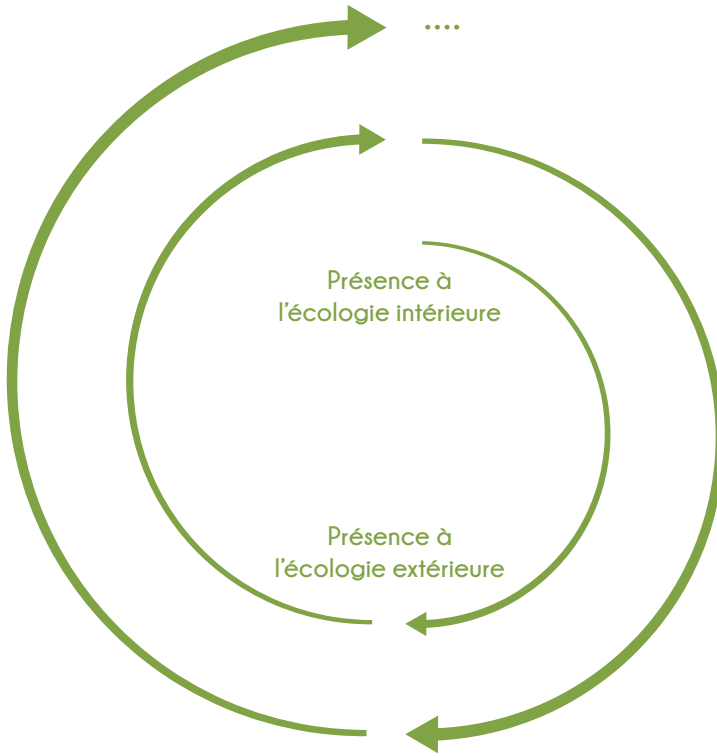 ....
Présence à
l'écologie intérieure
Présence à
l'écologie extérieure